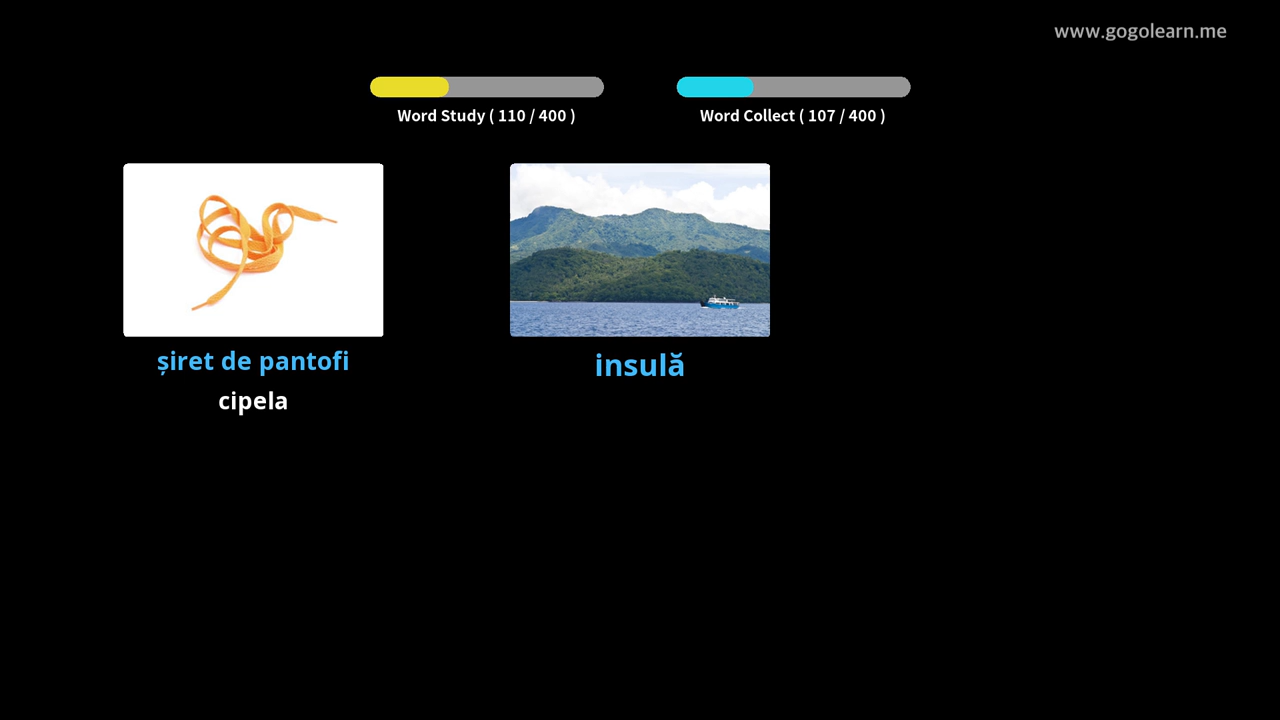 www.gogolearn.me
Word Study ( 110 / 400 )
Word Collect ( 107 / 400 )
șiret de pantofi
cipela
insulă